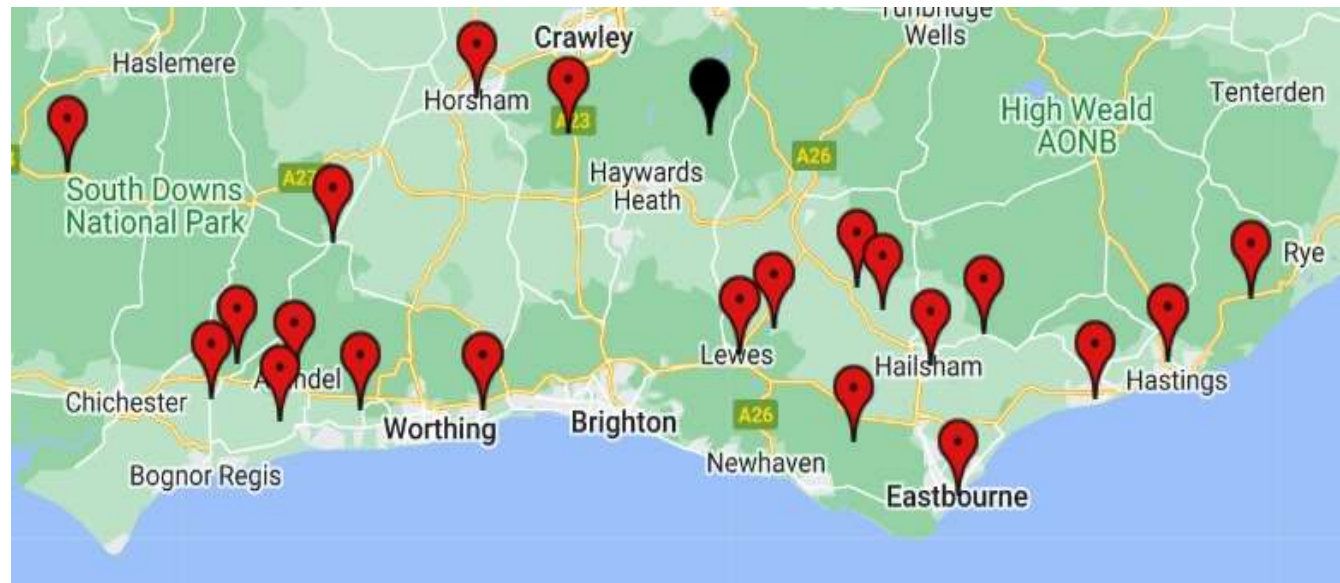 Tunbridge
Wells
Crawley
Haslemere
Horsham
A23
Tenterden
High Weald
AONB
A26
Haywards
Heath
South Downs
National Park
A27
Rye
Lewes
Hailsham
Hastings
Chichester
Worthing
Brighton
A26
Newhaven
Bognor Regis
Eastbourne